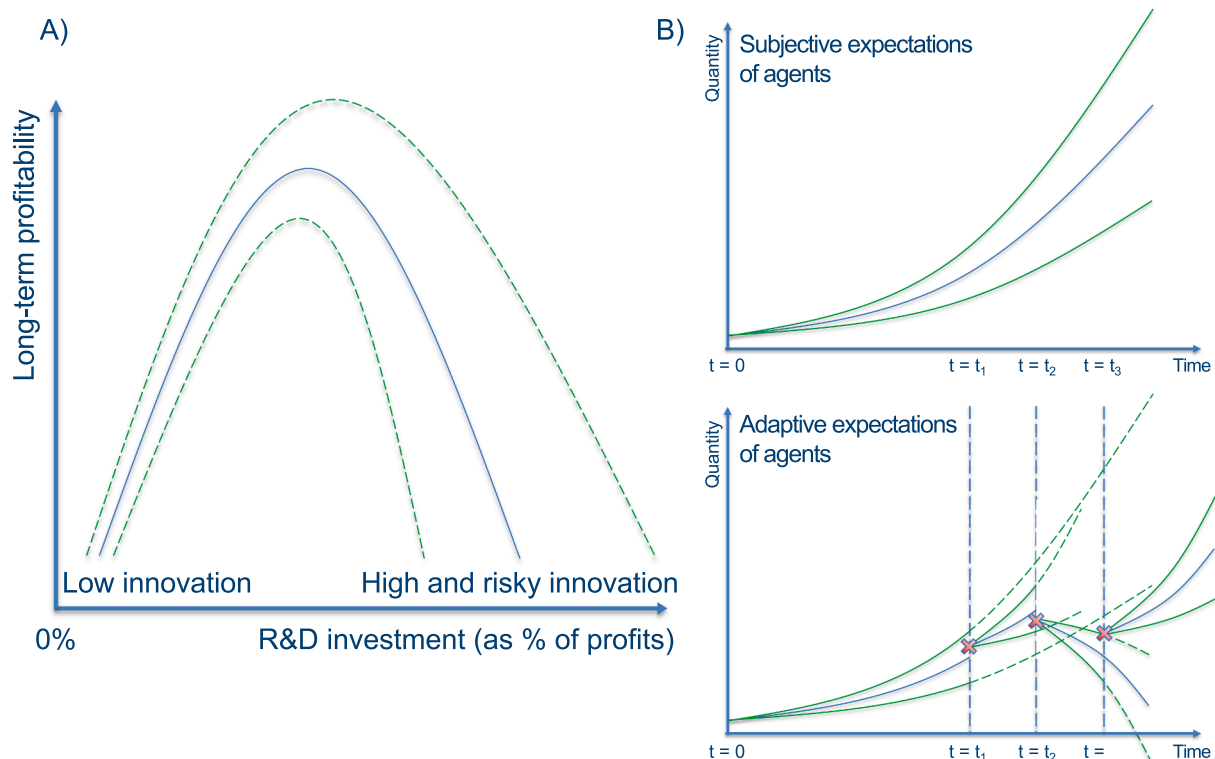 A)
Long-term profitability
Low innovation
High and risky innovation
0%
R&D investment (as % of profits)
B)
Quantity
Subjective expectations
of agents
t = 0
t = t₁
t = t₂
t = t₃
Time
Quantity
Adaptive expectations
of agents
t = 0
t = t₁
t = t₂
t =
Time